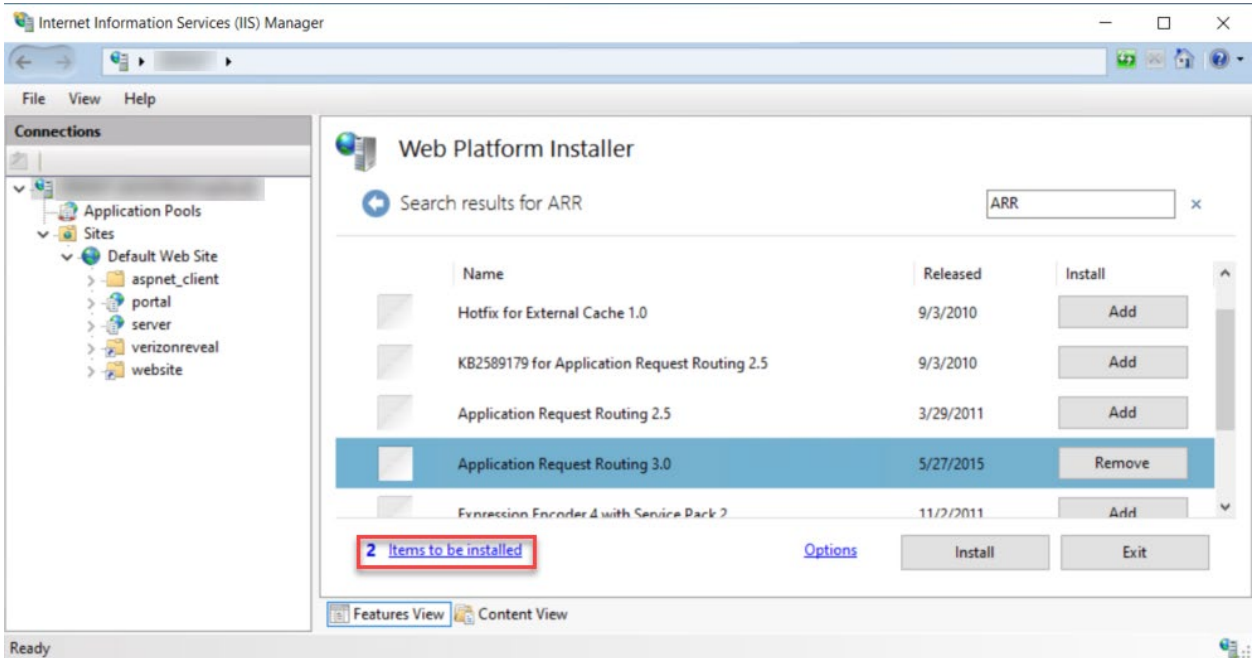 Internet Information Services (IIS) Manager
File View Help
Connections
Application Pools
Sites
Default Web Site
aspnet_client
portal
server
verizonreveal
website
Web Platform Installer
Search results for ARR
ARR
Name Released Install
Hotfix for External Cache 1.0 9/3/2010 Add
KB2589179 for Application Request Routing 2.5 9/3/2010 Add
Application Request Routing 2.5 3/29/2011 Add
Application Request Routing 3.0 5/27/2015 Remove
Expression Encoder 4 with Service Pack 2 11/2/2011 Add
2 Items to be installed Options Install Exit
Features View Content View
Ready